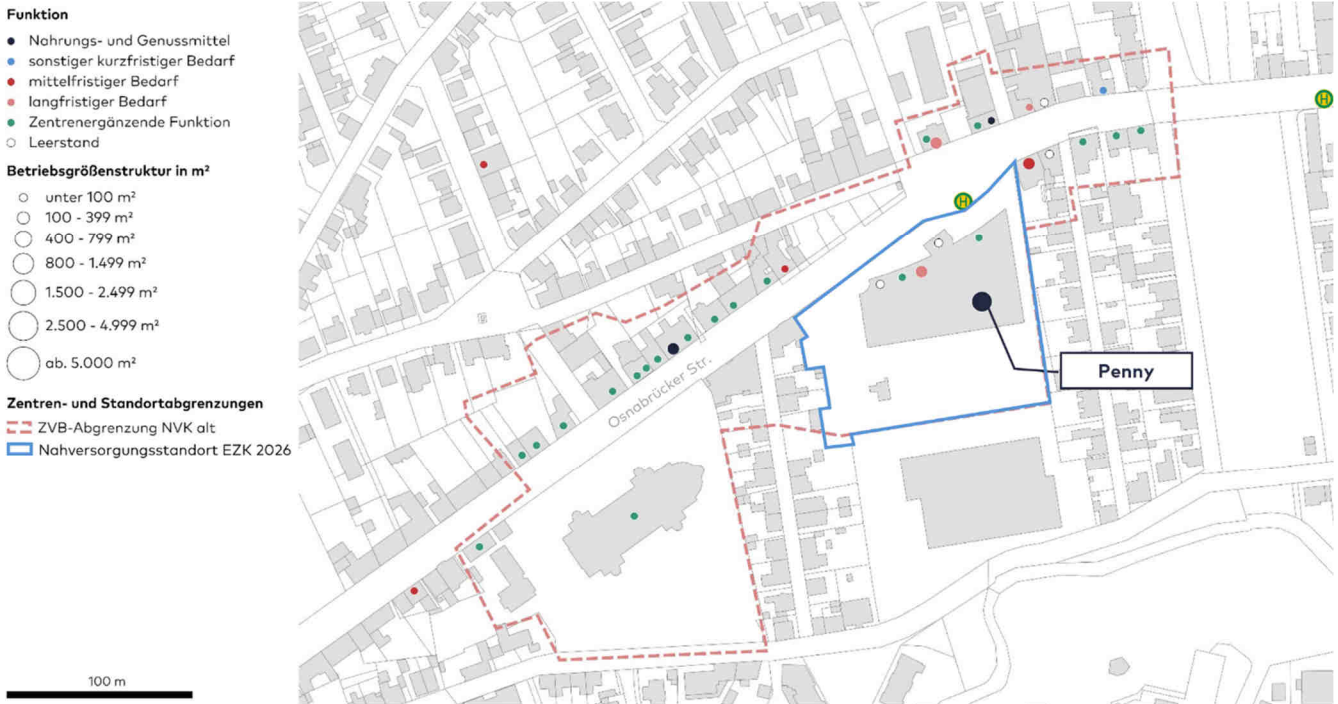 Funktion
Nahrungs- und Genussmittel
sonstiger kurzfristiger Bedarf
mittelfristiger Bedarf
langfristiger Bedarf
Zentrenergänzende Funktion
Leerstand
Betriebsgrößenstruktur in m²
unter 100 m²
100 - 399 m²
400 - 799 m²
800 - 1.499 m²
1.500 - 2.499 m²
2.500 - 4.999 m²
ab. 5.000 m²
Zentren- und Standortabgrenzungen
ZVB-Abgrenzung NVK alt
Nahversorgungsstandort EZK 2026
100 m
H
H
Penny
Osnabrücker Str.